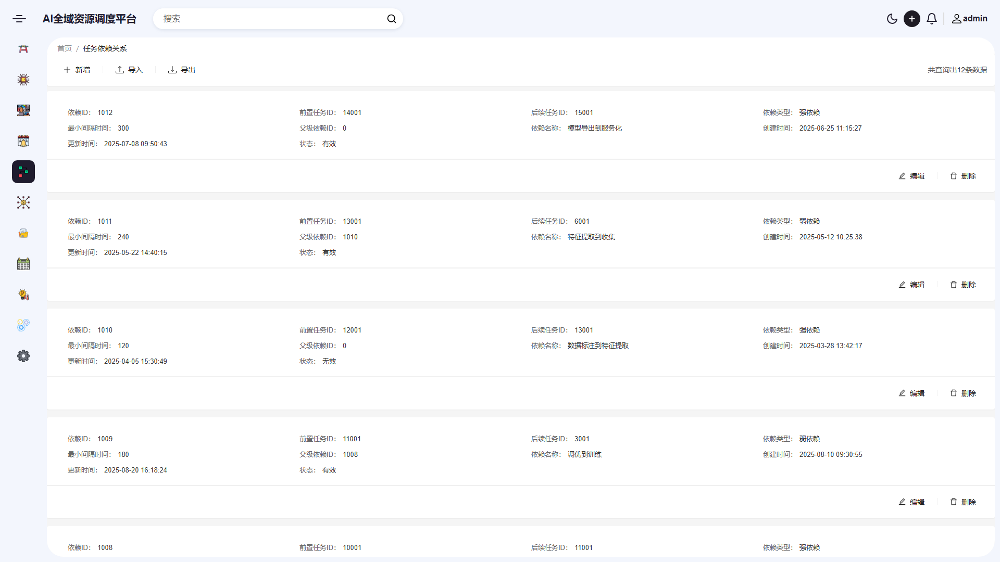 AI全域资源调度平台
搜索
admin
首页 / 任务依赖关系
新增 导入 导出 共查询出12条数据
依赖ID: 1012 前置任务ID: 14001 后续任务ID: 15001 依赖类型: 强依赖
最小间隔时间: 300 父级依赖ID: 0 依赖名称: 模型导出到服务化 创建时间: 2025-06-25 11:15:27
更新时间: 2025-07-08 09:50:43 状态: 有效
编辑 删除
依赖ID: 1011 前置任务ID: 13001 后续任务ID: 6001 依赖类型: 弱依赖
最小间隔时间: 240 父级依赖ID: 1010 依赖名称: 特征提取到收集 创建时间: 2025-05-12 10:25:38
更新时间: 2025-05-22 14:40:15 状态: 有效
编辑 删除
依赖ID: 1010 前置任务ID: 12001 后续任务ID: 13001 依赖类型: 强依赖
最小间隔时间: 120 父级依赖ID: 0 依赖名称: 数据标注到特征提取 创建时间: 2025-03-28 13:42:17
更新时间: 2025-04-05 15:30:49 状态: 无效
编辑 删除
依赖ID: 1009 前置任务ID: 11001 后续任务ID: 3001 依赖类型: 弱依赖
最小间隔时间: 180 父级依赖ID: 1008 依赖名称: 调优到训练 创建时间: 2025-08-10 09:30:55
更新时间: 2025-08-20 16:18:24 状态: 有效
编辑 删除
依赖ID: 1008 前置任务ID: 10001 后续任务ID: 11001 依赖类型: 强依赖